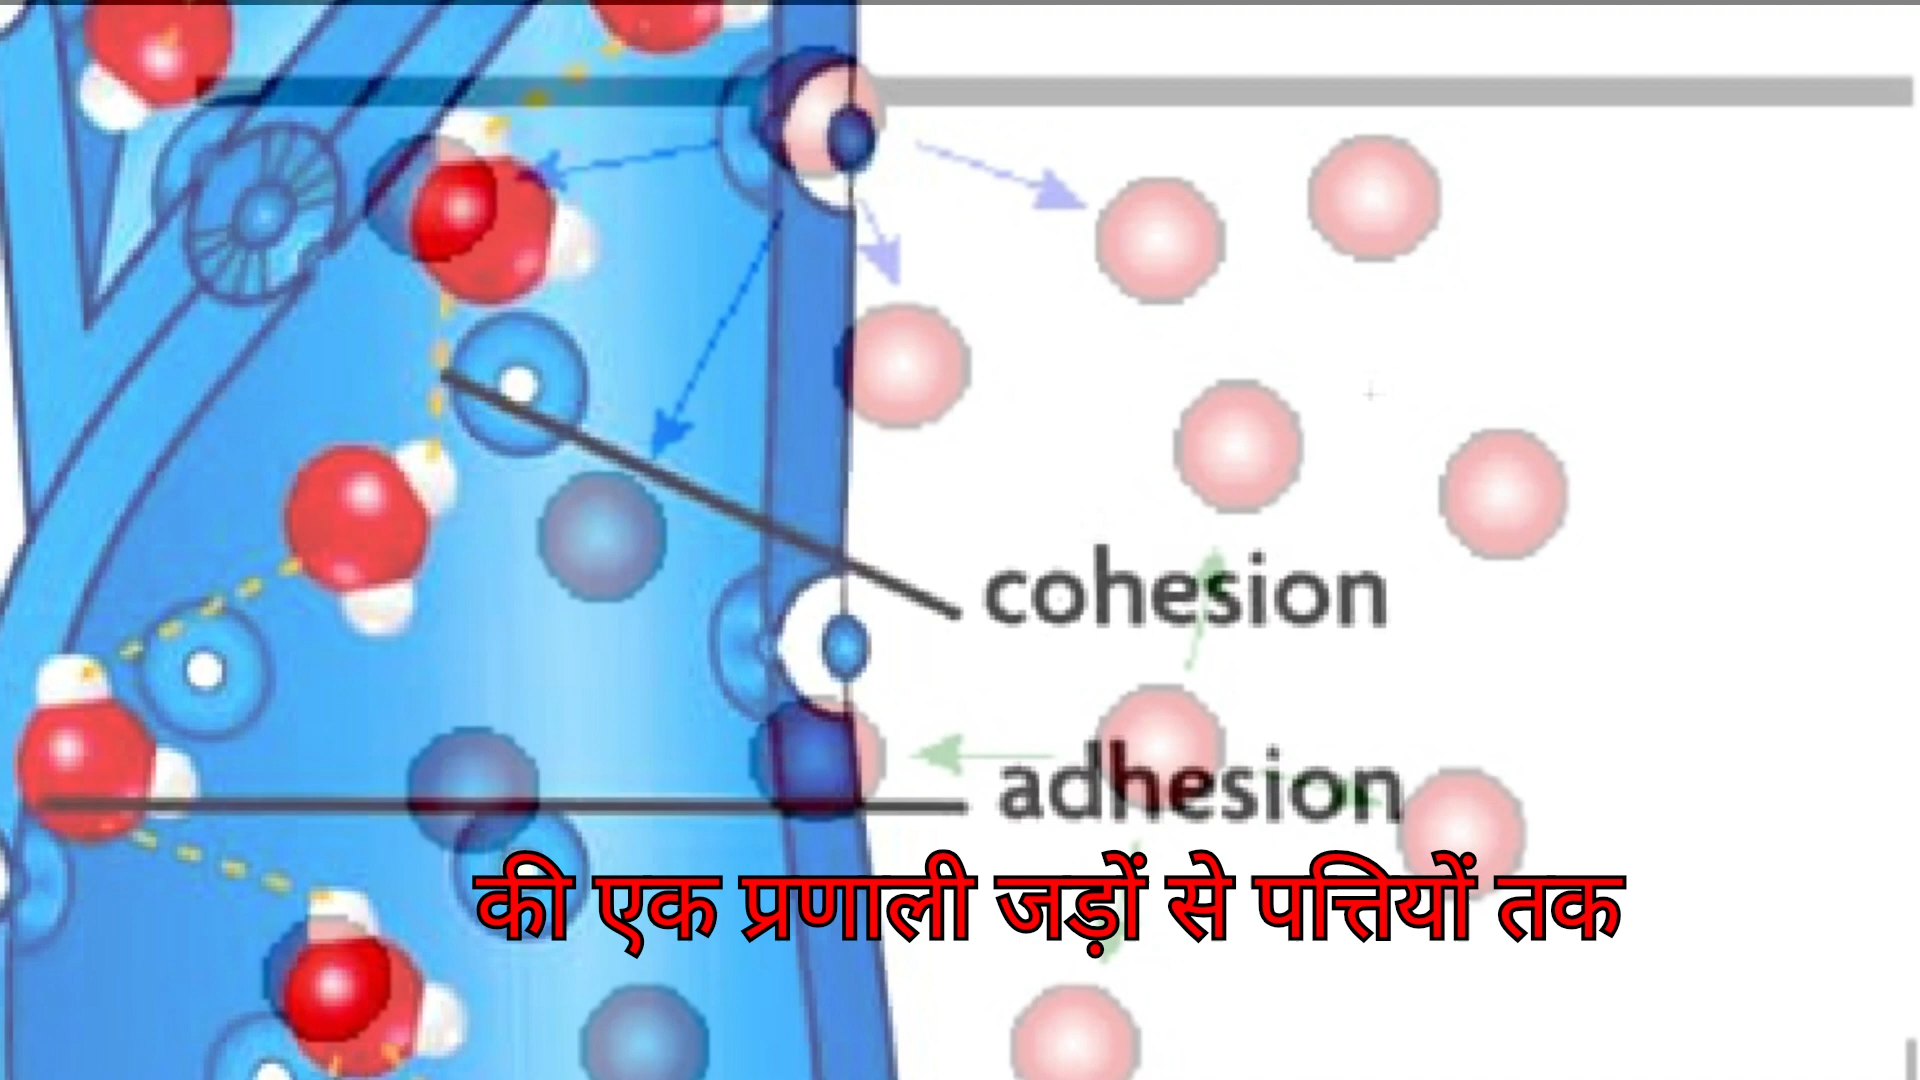 cohesion
adhesion
की एक प्रणाली जड़ों से पत्तियों तक